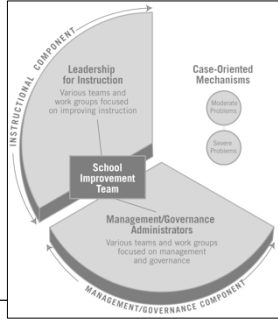 INSTRUCTIONAL COMPONENT
Leadership
for Instruction
Various teams and
work groups focused
on improving instruction
Case-Oriented
Mechanisms
Moderate
Problems
Severe
Problems
School
Improvement
Team
Management/Governance
Administrators
Various teams and work groups
focused on management
and governance
MANAGEMENT/GOVERNANCE COMPONENT